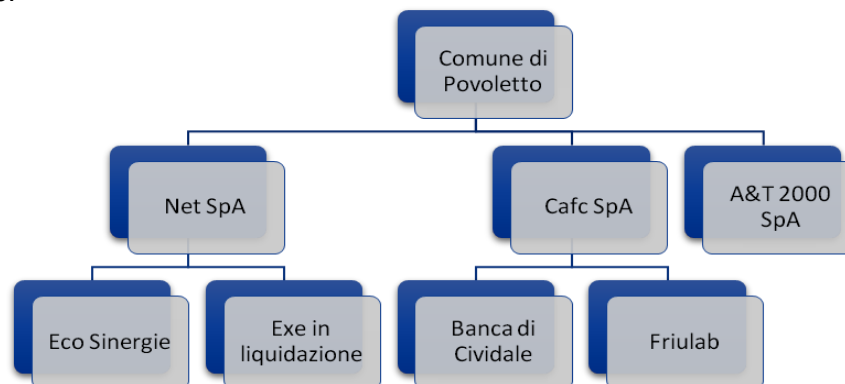 Comune di
Povoletto
Net SpA
Cafc SpA
A&T 2000
SpA
Eco Sinergie
Exe in
liquidazione
Banca di
Cividale
Friulab